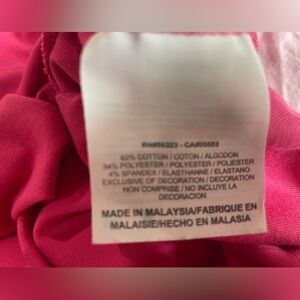 RN#56323 - CA#05553
62% COTTON / COTON / ALGODON
34% POLYESTER / POLYESTER / POLIESTER
4% SPANDEX / ELASTHANNE / ELASTANO
EXCLUSIVE OF DECORATION / DECORATION
NON COMPRISE / NO INCLUYE LA
DECORACION
MADE IN MALAYSIA/FABRIQUE EN
MALAISIE/HECHO EN MALASIA